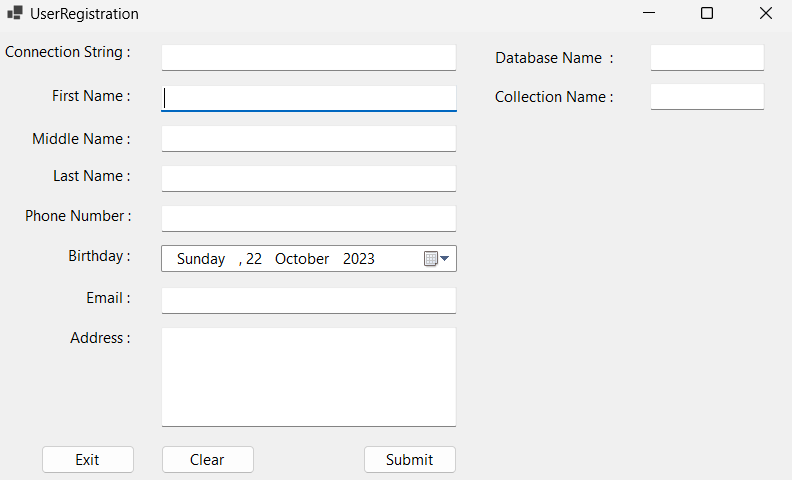 UserRegistration
Connection String :
Database Name :
First Name :
Collection Name :
Middle Name :
Last Name :
Phone Number :
Birthday :
Sunday , 22 October 2023
Email :
Address :
Exit
Clear
Submit